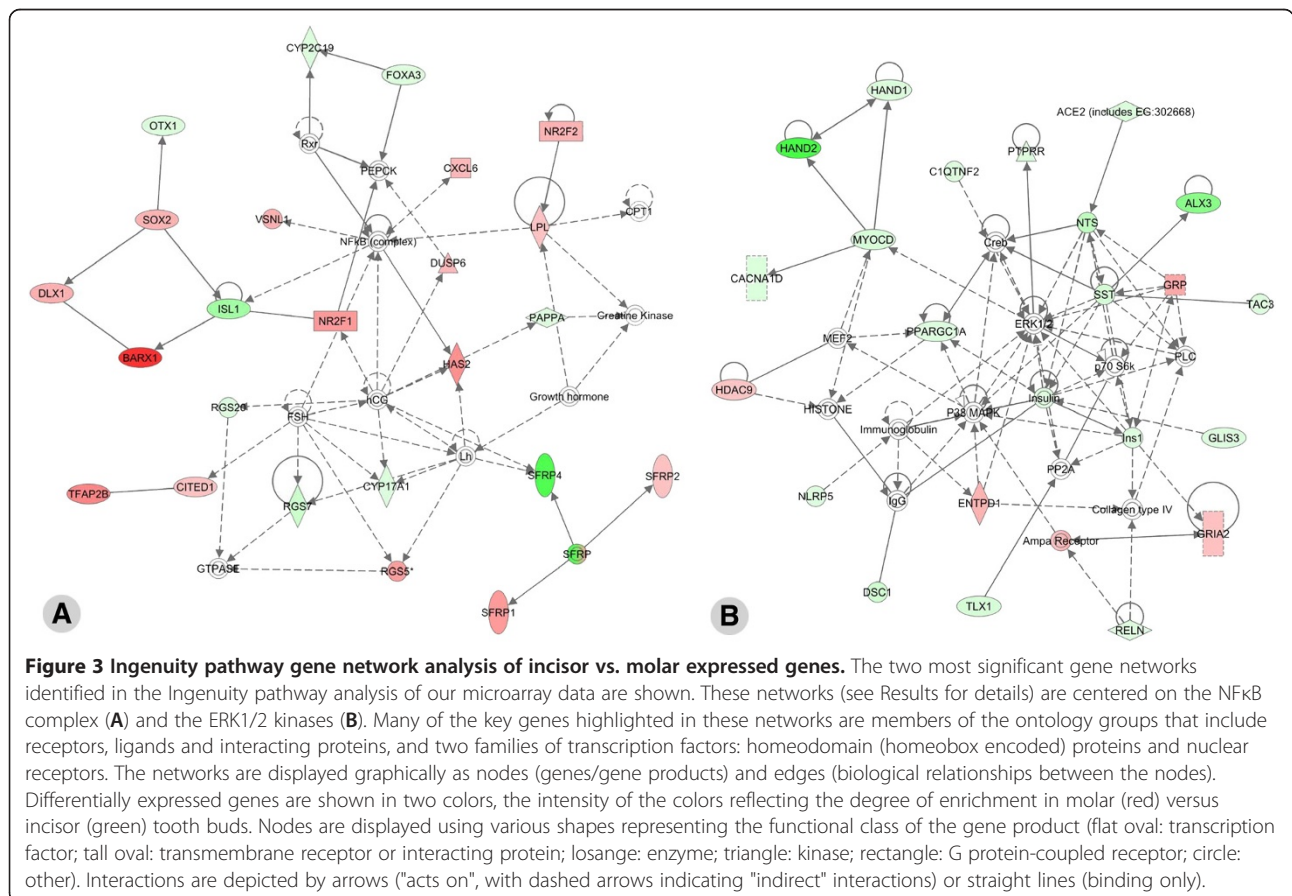 CYP2C19
FOXA3
OTX1
Rxr
NR2F2
PEPCK
CXCL6
SOX2
VSNL1
LPL
CPT1
NFkB (complex)
DUSP6
DLX1
ISL1
NR2F1
PAPPA
Creatine Kinase
BARX1
HAS2
Growth hormone
RGS20
FSH
hCG
Lh
TFAP2B
CITED1
CYP17A1
SFRP4
SFRP2
RGS7
SFRP
GTPASE
RGS5*
SFRP1
A
HAND1
ACE2 (includes EG:302668)
HAND2
PTPRR
C1QTNF2
ALX3
NTS
MYOCD
Creb
CACNA1D
SST
GRP
TAC3
ERK1/2
PPARGC1A
MEF2
PLC
p70 S6k
HDAC9
Insulin
HISTONE
P38 MAPK
Immunoglobulin
Ins1
GLIS3
PP2A
NLRP5
IgG
ENTPD1
Collagen type IV
Ampa Receptor
GRIA2
DSC1
TLX1
RELN
B
Figure 3 Ingenuity pathway gene network analysis of incisor vs. molar expressed genes. The two most significant gene networks
identified in the Ingenuity pathway analysis of our microarray data are shown. These networks (see Results for details) are centered on the NFκB
complex (A) and the ERK1/2 kinases (B). Many of the key genes highlighted in these networks are members of the ontology groups that include
receptors, ligands and interacting proteins, and two families of transcription factors: homeodomain (homeobox encoded) proteins and nuclear
receptors. The networks are displayed graphically as nodes (genes/gene products) and edges (biological relationships between the nodes).
Differentially expressed genes are shown in two colors, the intensity of the colors reflecting the degree of enrichment in molar (red) versus
incisor (green) tooth buds. Nodes are displayed using various shapes representing the functional class of the gene product (flat oval: transcription
factor; tall oval: transmembrane receptor or interacting protein; losange: enzyme; triangle: kinase; rectangle: G protein-coupled receptor; circle:
other). Interactions are depicted by arrows ("acts on", with dashed arrows indicating "indirect" interactions) or straight lines (binding only).